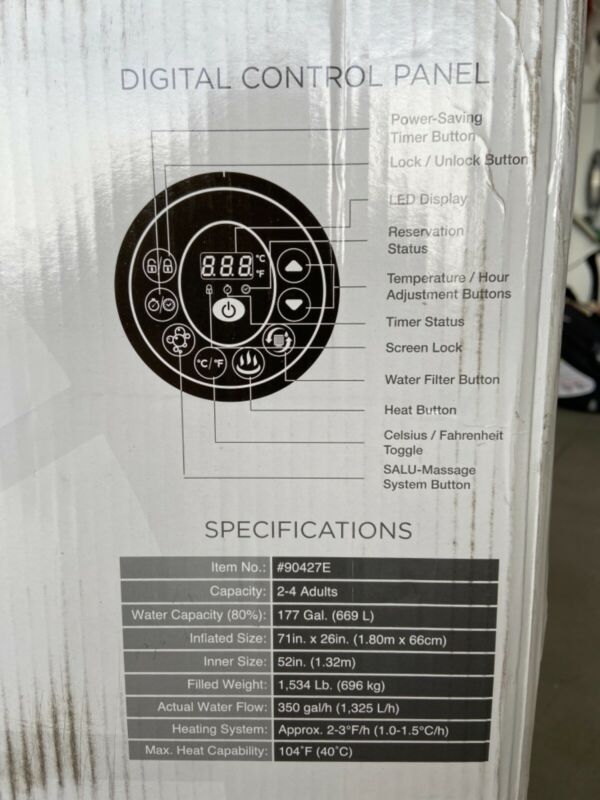 DIGITAL CONTROL PANEL
Power-Saving
Timer Button
Lock / Unlock Button
LED Display
Reservation
Status
Temperature / Hour
Adjustment Buttons
Timer Status
Screen Lock
Water Filter Button
Heat Button
Celsius / Fahrenheit
Toggle
SALU-Massage
System Button
8.8.8.
°C
°F
°C/°F
SPECIFICATIONS
Item No.: #90427E
Capacity: 2-4 Adults
Water Capacity (80%): 177 Gal. (669 L)
Inflated Size: 71in. x 26in. (1.80m x 66cm)
Inner Size: 52in. (1.32m)
Filled Weight: 1,534 Lb. (696 kg)
Actual Water Flow: 350 gal/h (1,325 L/h)
Heating System: Approx. 2-3°F/h (1.0-1.5°C/h)
Max. Heat Capability: 104°F (40°C)